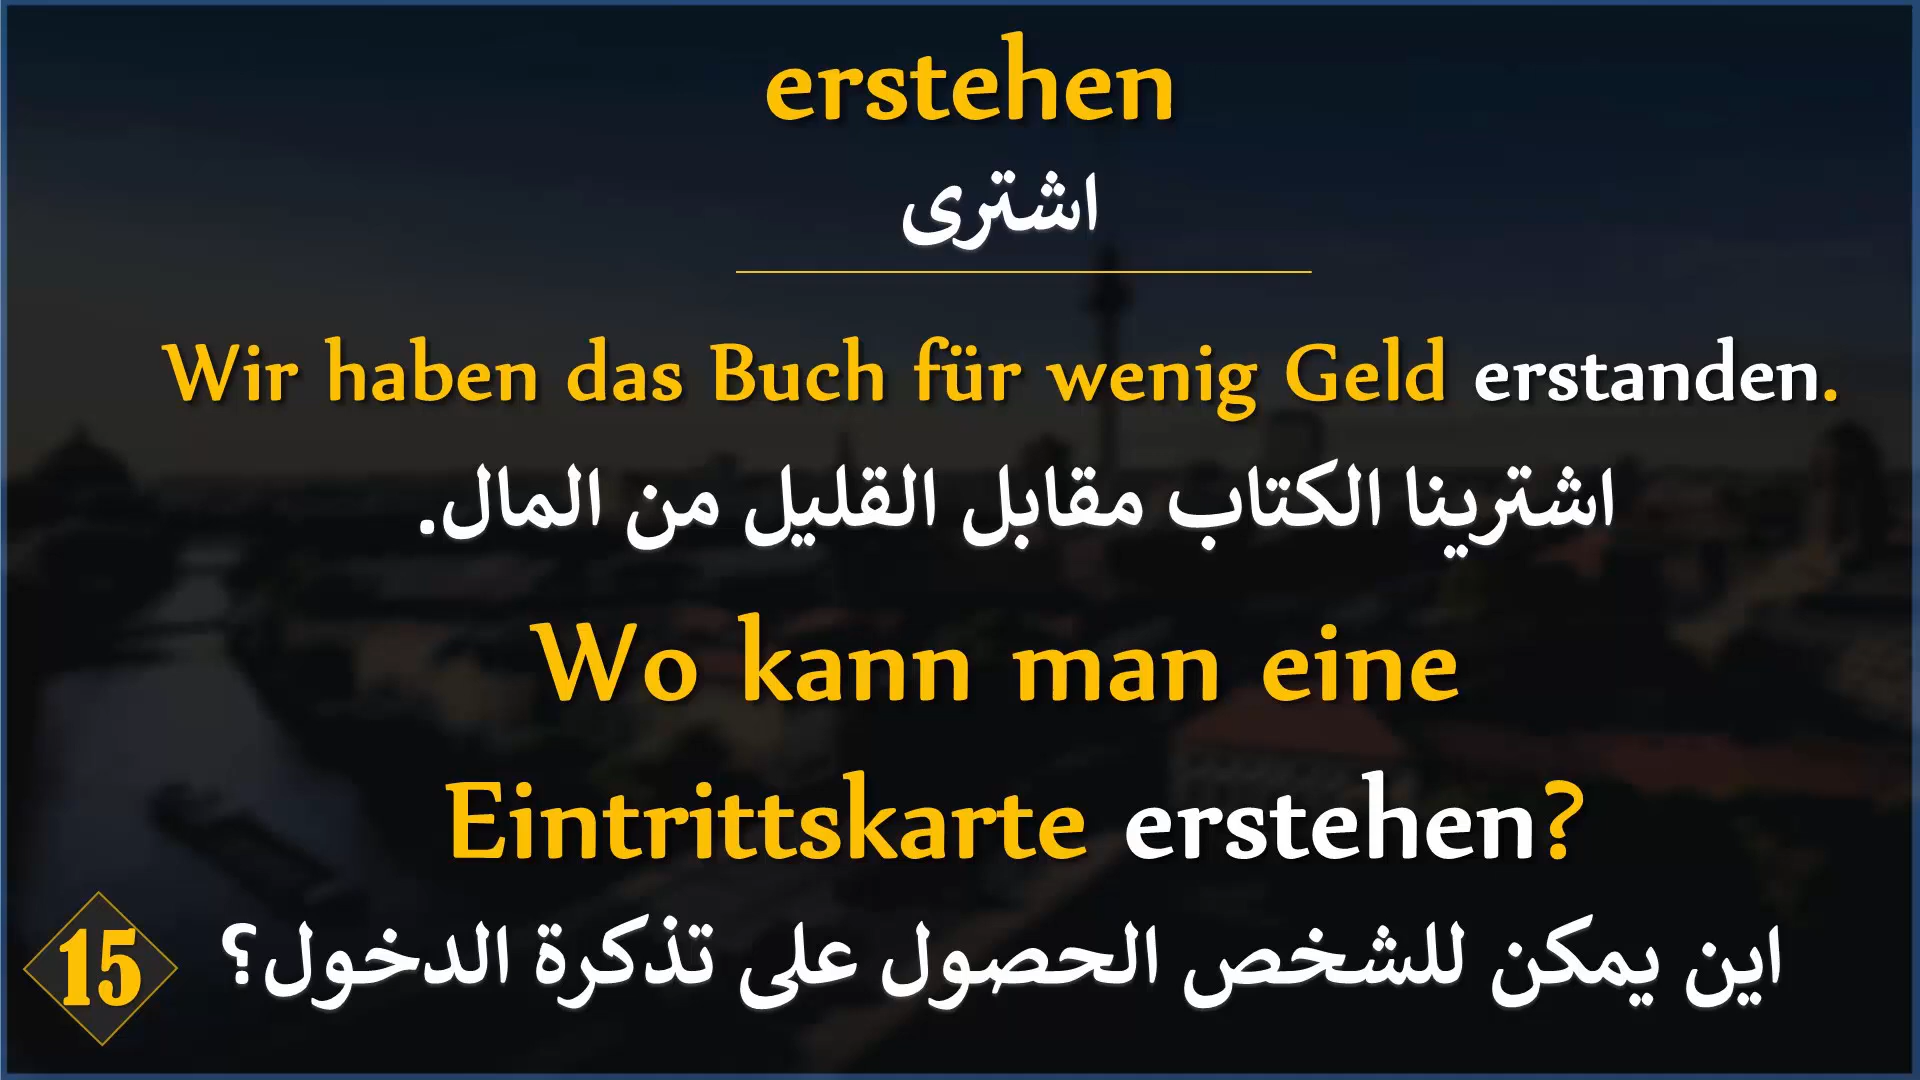 erstehen
اشترى
Wir haben das Buch für wenig Geld erstanden.
اشترينا الكتاب مقابل القليل من المال.
Wo kann man eine
Eintrittskarte erstehen?
اين يمكن للشخص الحصول على تذكرة الدخول؟
15